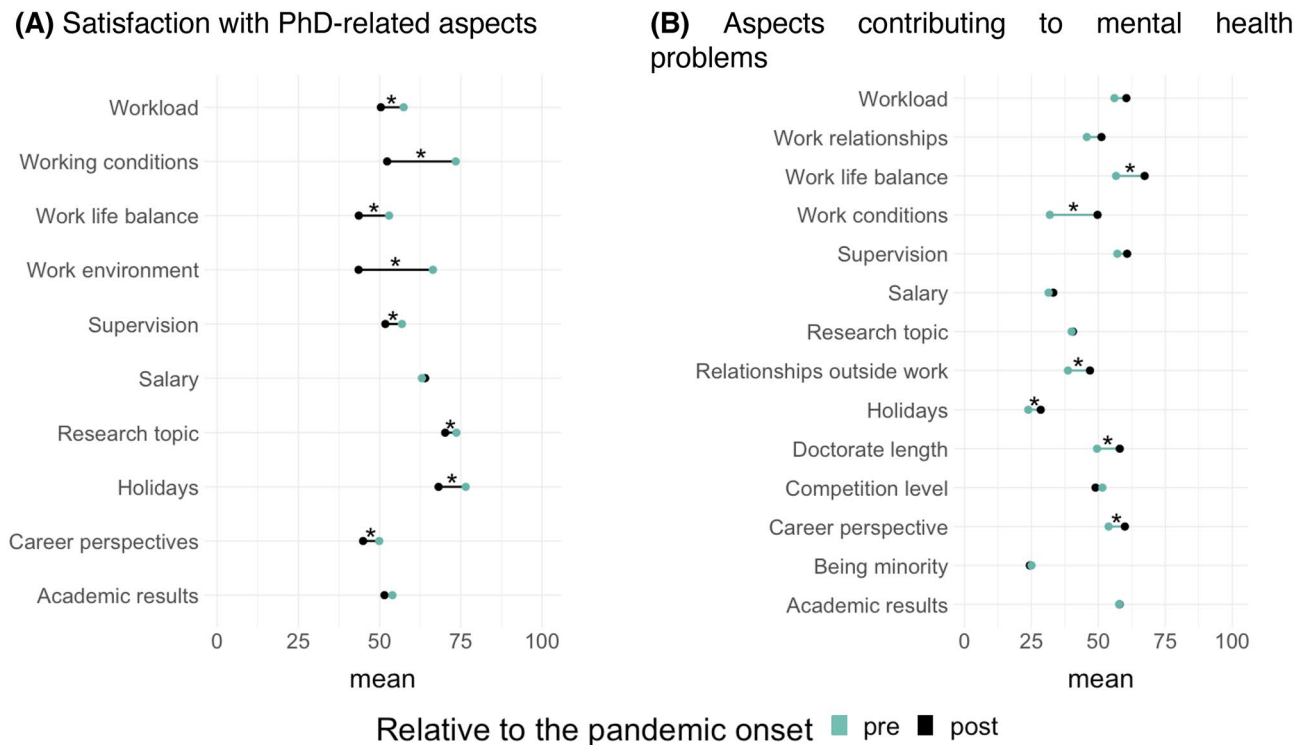 (A) Satisfaction with PhD-related aspects
Workload
*
Working conditions
*
Work life balance
*
Work environment
*
Supervision
*
Salary
Research topic
*
Holidays
*
Career perspectives
*
Academic results
0 25 50 75 100
mean
(B) Aspects contributing to mental health
problems
Workload
Work relationships
Work life balance
*
Work conditions
*
Supervision
Salary
Research topic
Relationships outside work
*
Holidays
*
Doctorate length
*
Competition level
Career perspective
*
Being minority
Academic results
0 25 50 75 100
mean
Relative to the pandemic onset pre post